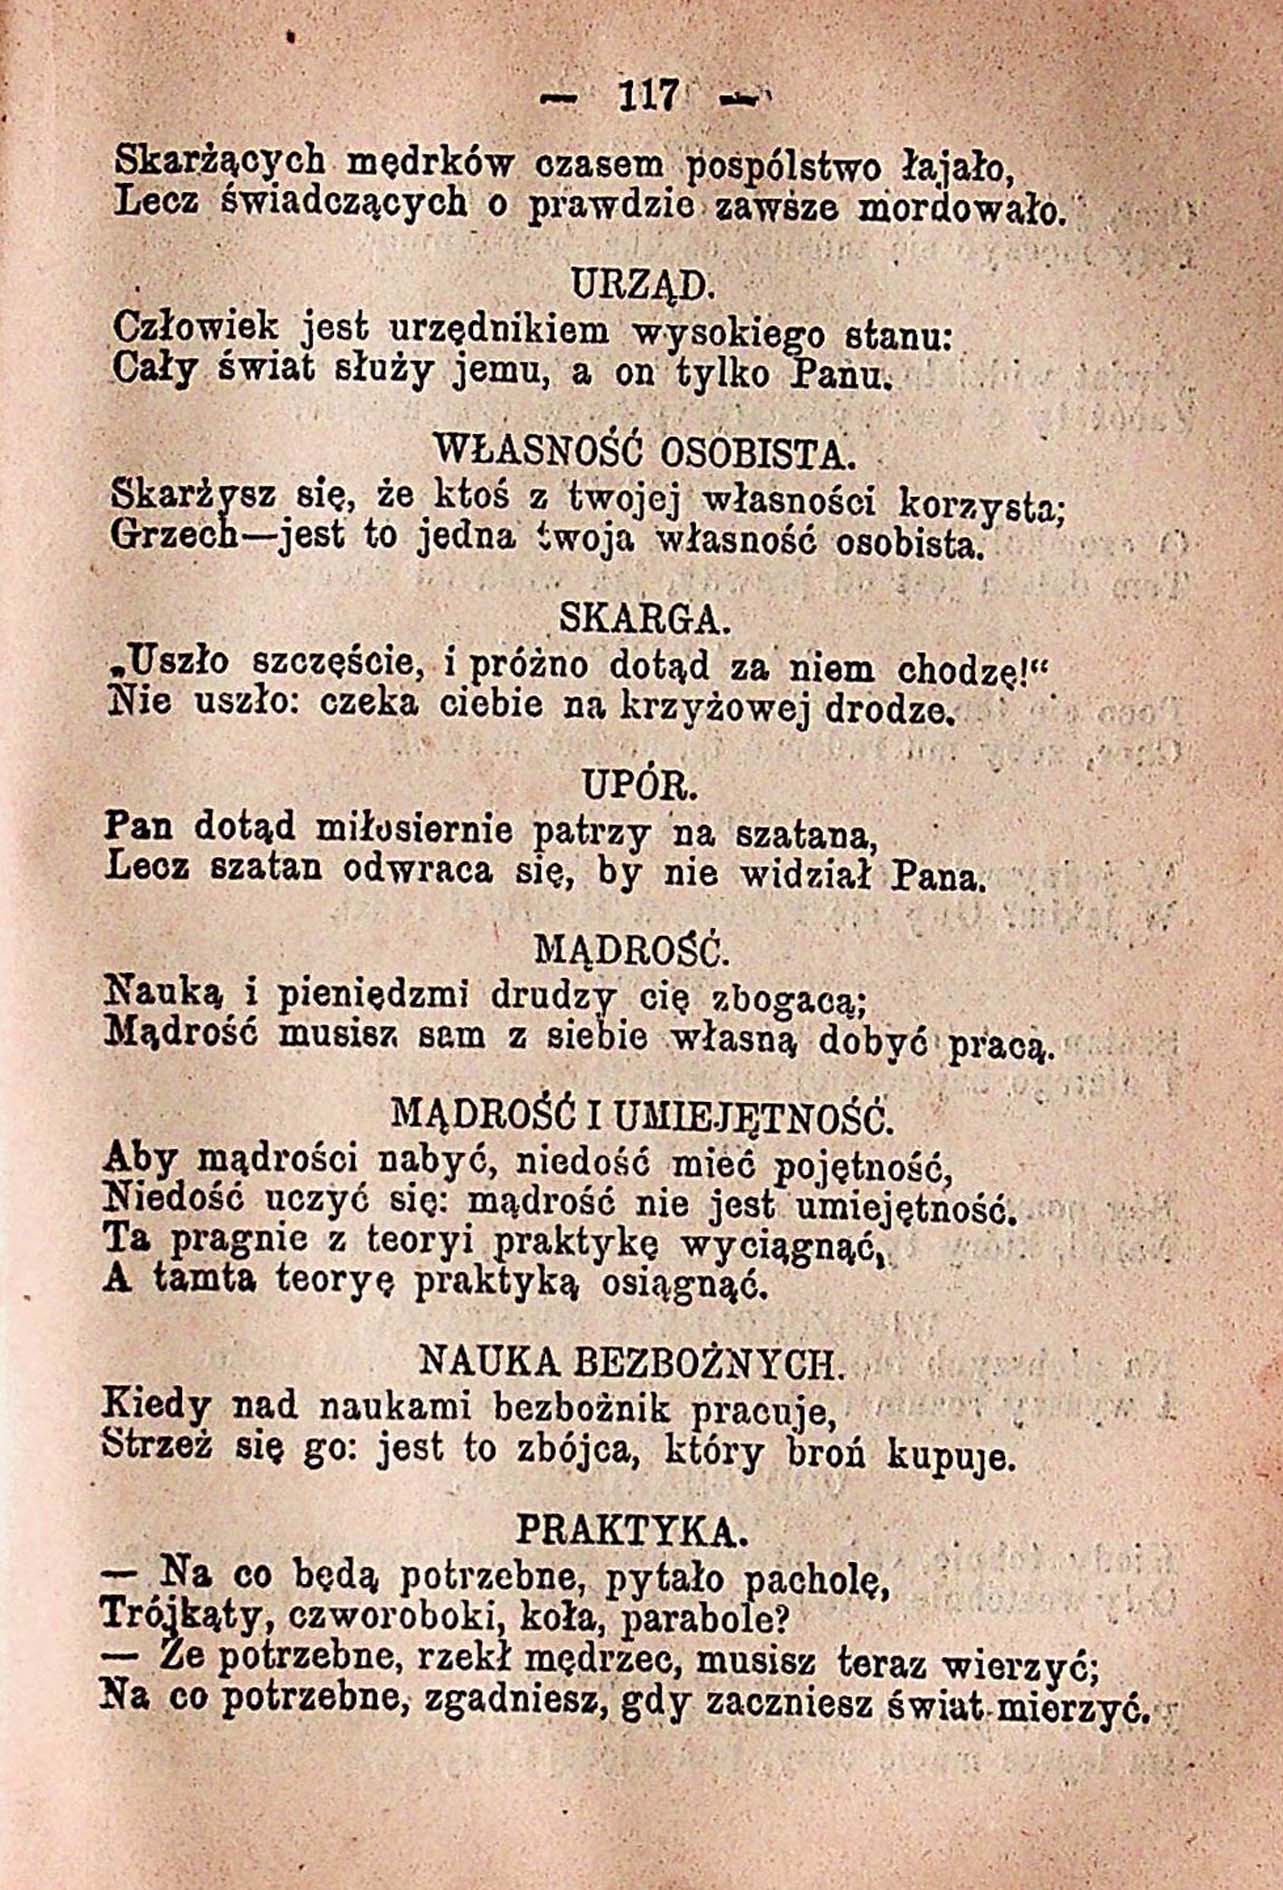 — 117 —
Skarżących mędrków czasem pospólstwo łajało,
Lecz świadczących o prawdzie zawsze mordowało.
URZĄD.
Człowiek jest urzędnikiem wysokiego stanu:
Cały świat służy jemu, a on tylko Panu.
WŁASNOŚĆ OSOBISTA.
Skarżysz się, że ktoś z twojej własności korzysta;
Grzech—jest to jedna twoja własność osobista.
SKARGA.
„Uszło szczęście, i próżno dotąd za niem chodzę!“
Nie uszło: czeka ciebie na krzyżowej drodze.
UPÓR.
Pan dotąd miłosiernie patrzy na szatana,
Lecz szatan odwraca się, by nie widział Pana.
MĄDROŚĆ.
Nauką i pieniędzmi drudzy cię zbogacą;
Mądrość musisz sam z siebie własną dobyć pracą.
MĄDROŚĆ I UMIEJĘTNOŚĆ.
Aby mądrości nabyć, niedość mieć pojętność,
Niedość uczyć się: mądrość nie jest umiejętność.
Ta pragnie z teoryi praktykę wyciągnąć,
A tamta teoryę praktyką osiągnąć.
NAUKA BEZBOŻNYCH.
Kiedy nad naukami bezbożnik pracuje,
Strzeż się go: jest to zbójca, który broń kupuje.
PRAKTYKA.
— Na co będą potrzebne, pytało pacholę,
Trójkąty, czworoboki, koła, parabole?
— Że potrzebne, rzekł mędrzec, musisz teraz wierzyć;
Na co potrzebne, zgadniesz, gdy zaczniesz świat mierzyć.